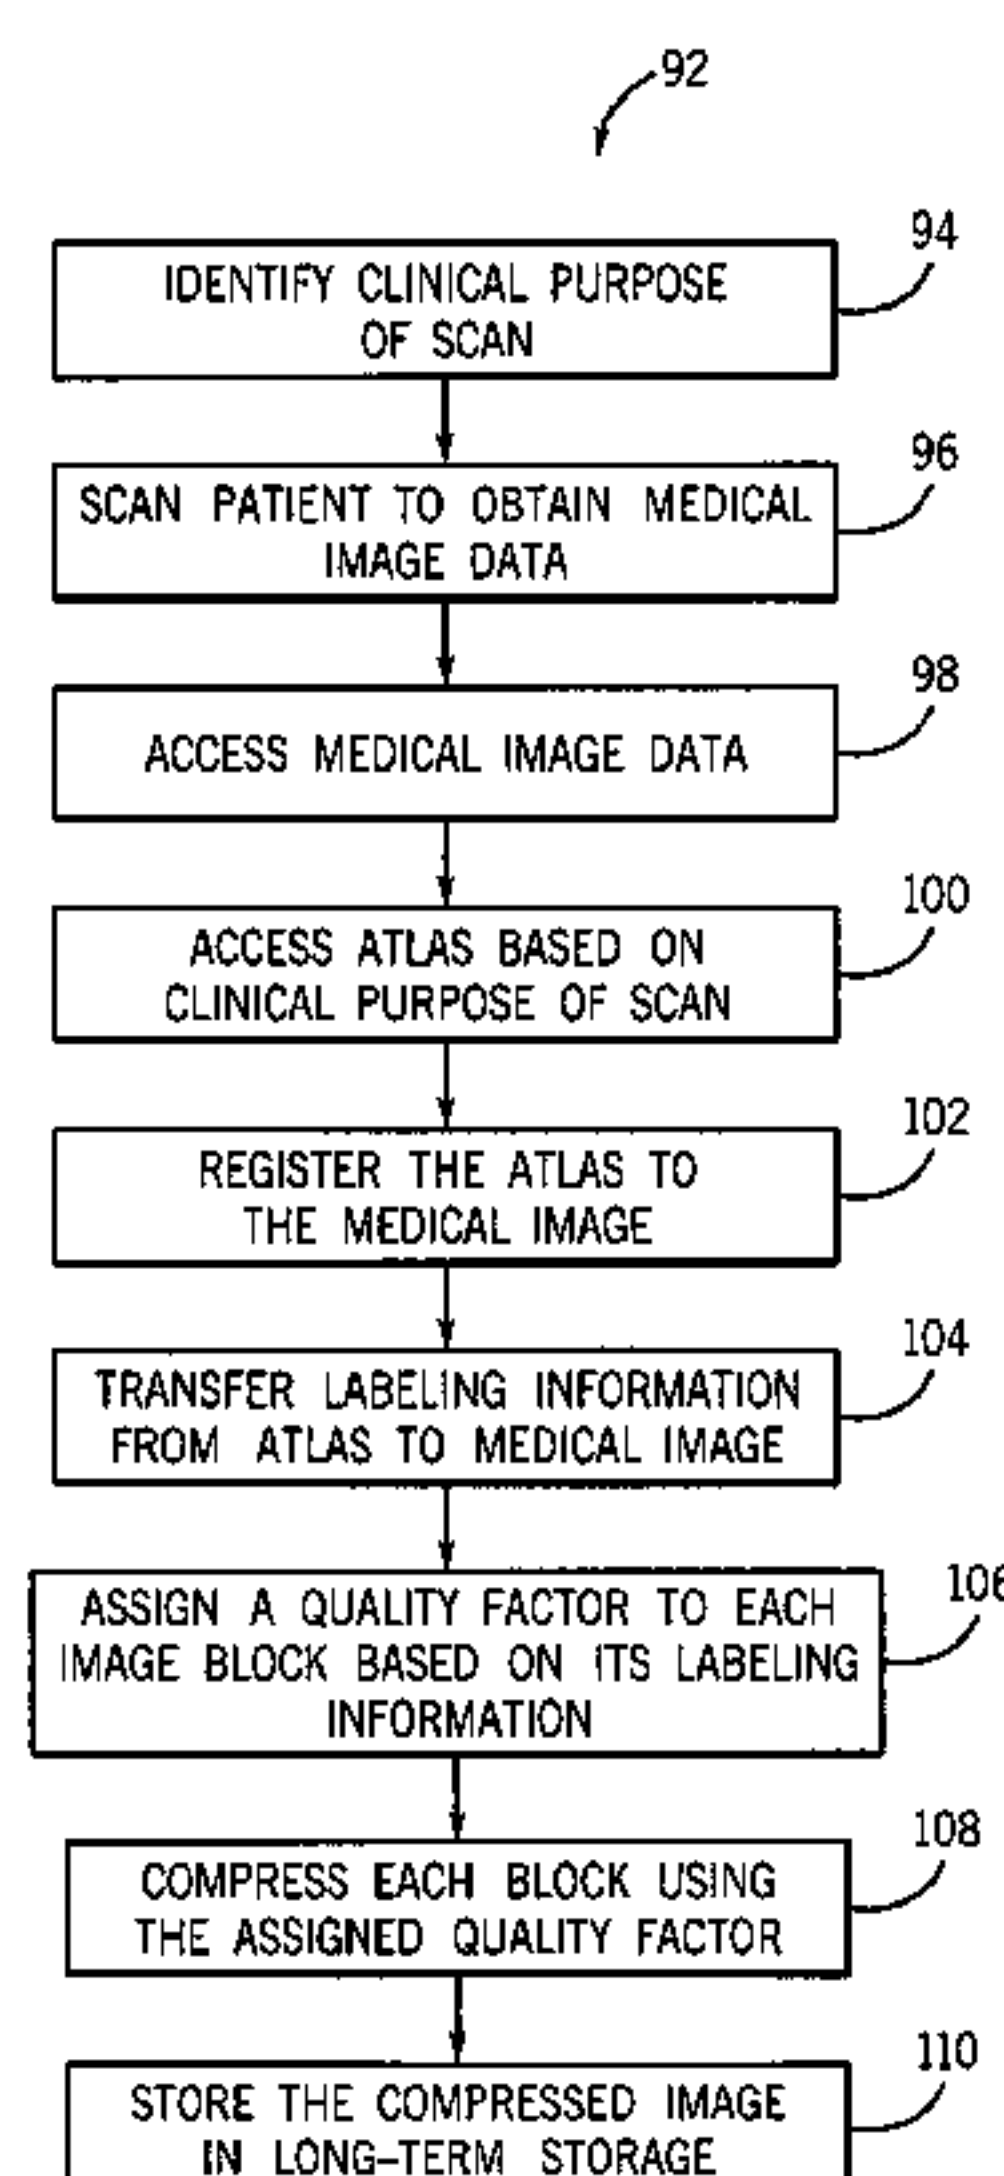 92
94
IDENTIFY CLINICAL PURPOSE
OF SCAN
96
SCAN PATIENT TO OBTAIN MEDICAL
IMAGE DATA
98
ACCESS MEDICAL IMAGE DATA
100
ACCESS ATLAS BASED ON
CLINICAL PURPOSE OF SCAN
102
REGISTER THE ATLAS TO
THE MEDICAL IMAGE
104
TRANSFER LABELING INFORMATION
FROM ATLAS TO MEDICAL IMAGE
106
ASSIGN A QUALITY FACTOR TO EACH
IMAGE BLOCK BASED ON ITS LABELING
INFORMATION
108
COMPRESS EACH BLOCK USING
THE ASSIGNED QUALITY FACTOR
110
STORE THE COMPRESSED IMAGE
IN LONG-TERM STORAGE